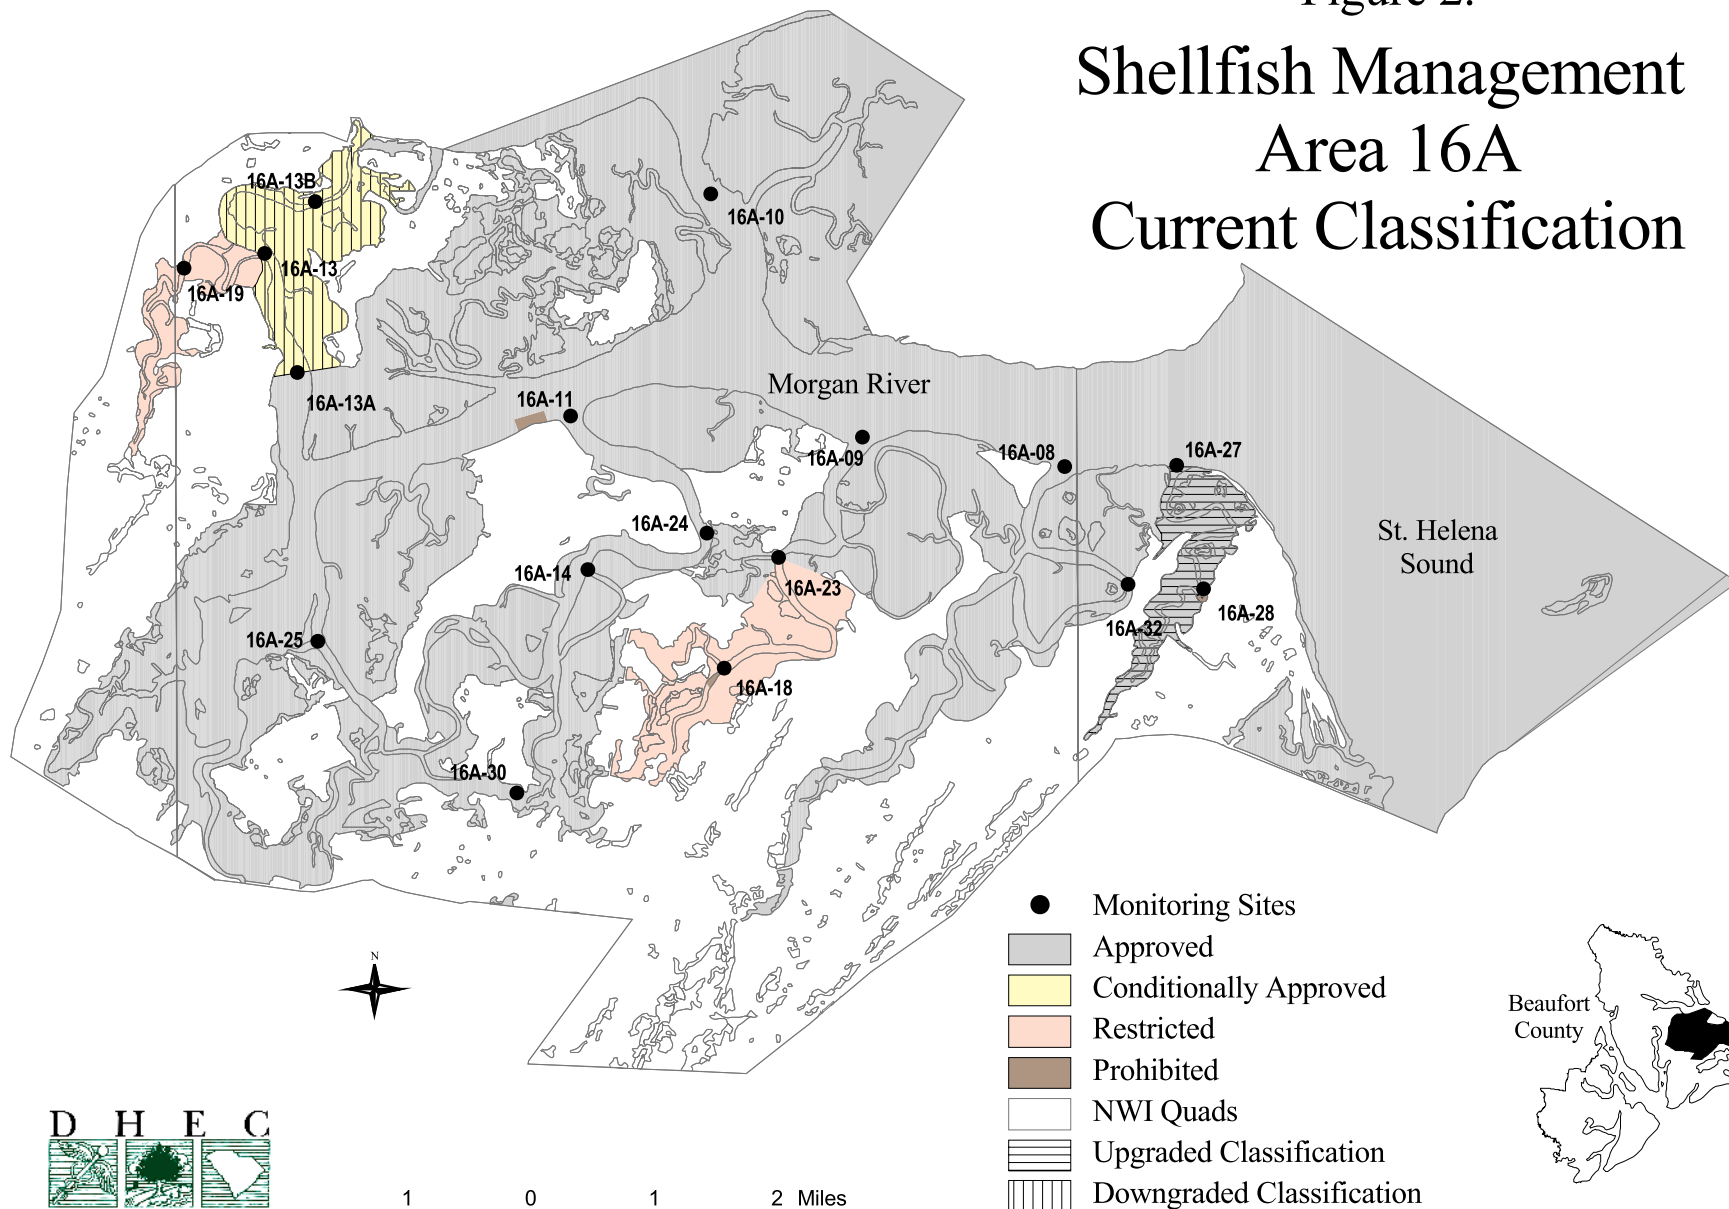 Figure 2:
Shellfish Management
Area 16A
Current Classification
16A-13B
16A-10
16A-13
16A-19
16A-13A
16A-11
Morgan River
16A-09
16A-08
16A-27
16A-24
St. Helena
Sound
16A-14
16A-23
16A-28
16A-32
16A-25
16A-18
16A-30
N
Monitoring Sites
Approved
Conditionally Approved
Restricted
Prohibited
NWI Quads
Upgraded Classification
Downgraded Classification
Beaufort
County
D H E C
1 0 1 2 Miles